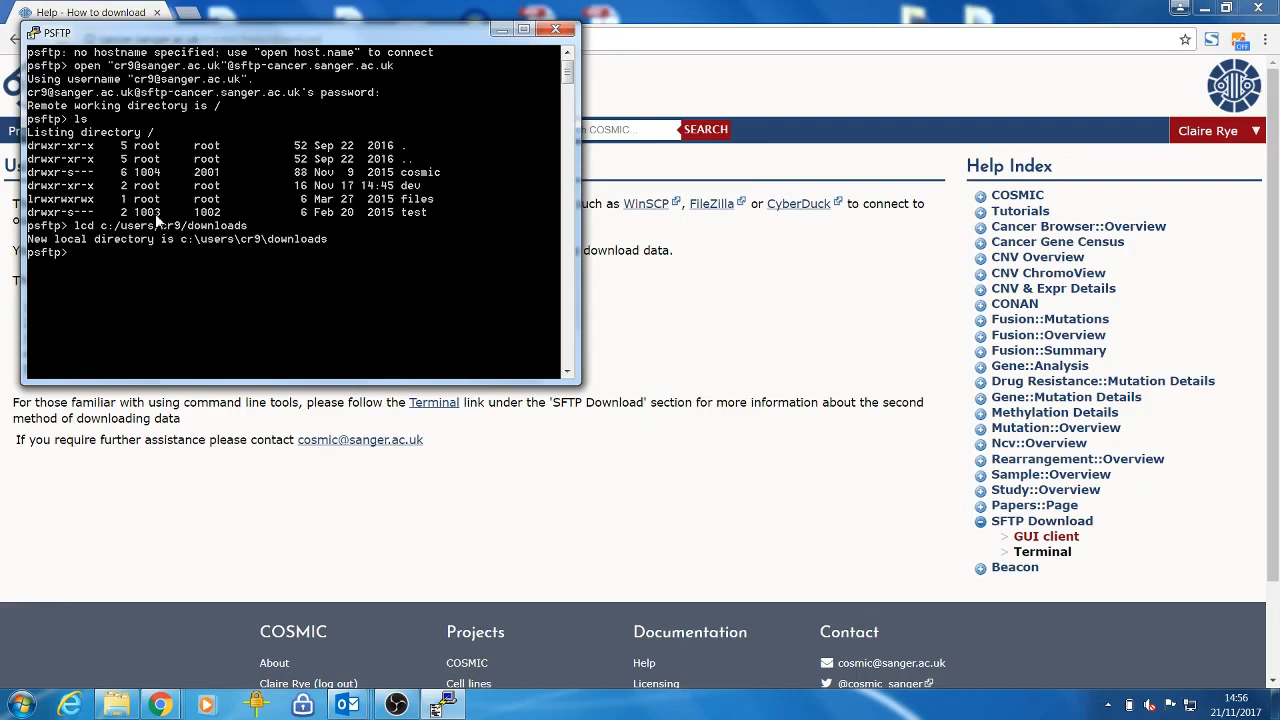 Help - How to download
PSFTP
psftp: no hostname specified; use "open host.name" to connect
psftp> open "cr9@sanger.ac.uk"@sftp-cancer.sanger.ac.uk
Using username "cr9@sanger.ac.uk".
cr9@sanger.ac.uk@sftp-cancer.sanger.ac.uk's password:
Remote working directory is /
psftp> ls
Listing directory /
drwxr-xr-x 5 root root 52 Sep 22 2016 .
drwxr-xr-x 5 root root 52 Sep 22 2016 ..
drwxr-s--- 6 1004 2001 88 Nov 9 2015 cosmic
drwxr-xr-x 2 root root 16 Nov 17 14:45 dev
lrwxrwxrwx 1 root root 6 Mar 27 2015 files
drwxr-s--- 2 1003 1002 6 Feb 20 2015 test
psftp> lcd c:/users/cr9/downloads
New local directory is c:\users\cr9\downloads
psftp>
OFF
COSMIC...
SEARCH
Claire Rye ▼
such as WinSCP, FileZilla or CyberDuck to connect to
download data.
For those familiar with using command line tools, please follow the Terminal link under the 'SFTP Download' section for more information about the second
method of downloading data
If you require further assistance please contact cosmic@sanger.ac.uk
Help Index
COSMIC
Tutorials
Cancer Browser::Overview
Cancer Gene Census
CNV Overview
CNV ChromoView
CNV & Expr Details
CONAN
Fusion::Mutations
Fusion::Overview
Fusion::Summary
Gene::Analysis
Drug Resistance::Mutation Details
Gene::Mutation Details
Methylation Details
Mutation::Overview
Ncv::Overview
Rearrangement::Overview
Sample::Overview
Study::Overview
Papers::Page
SFTP Download
> GUI client
> Terminal
Beacon
COSMIC
About
Claire Rye (log out)
Projects
COSMIC
Cell lines
Documentation
Help
Licensing
Contact
cosmic@sanger.ac.uk
@cosmic_sanger
14:56
21/11/2017